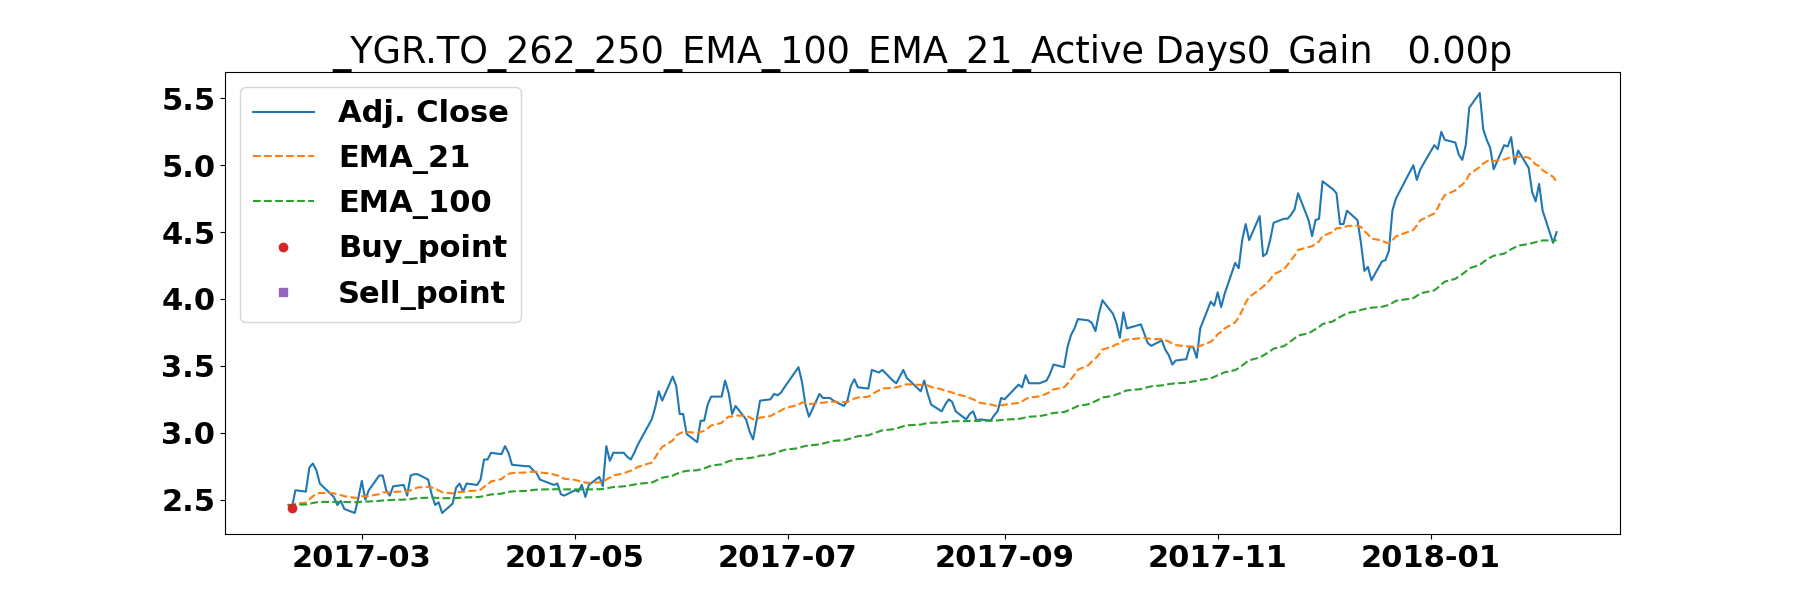 _YGR.TO_262_250_EMA_100_EMA_21_Active Days0_Gain   0.00p
5.5
5.0
4.5
4.0
3.5
3.0
2.5
Adj. Close
EMA_21
EMA_100
Buy_point
Sell_point
2017-03 2017-05 2017-07 2017-09 2017-11 2018-01